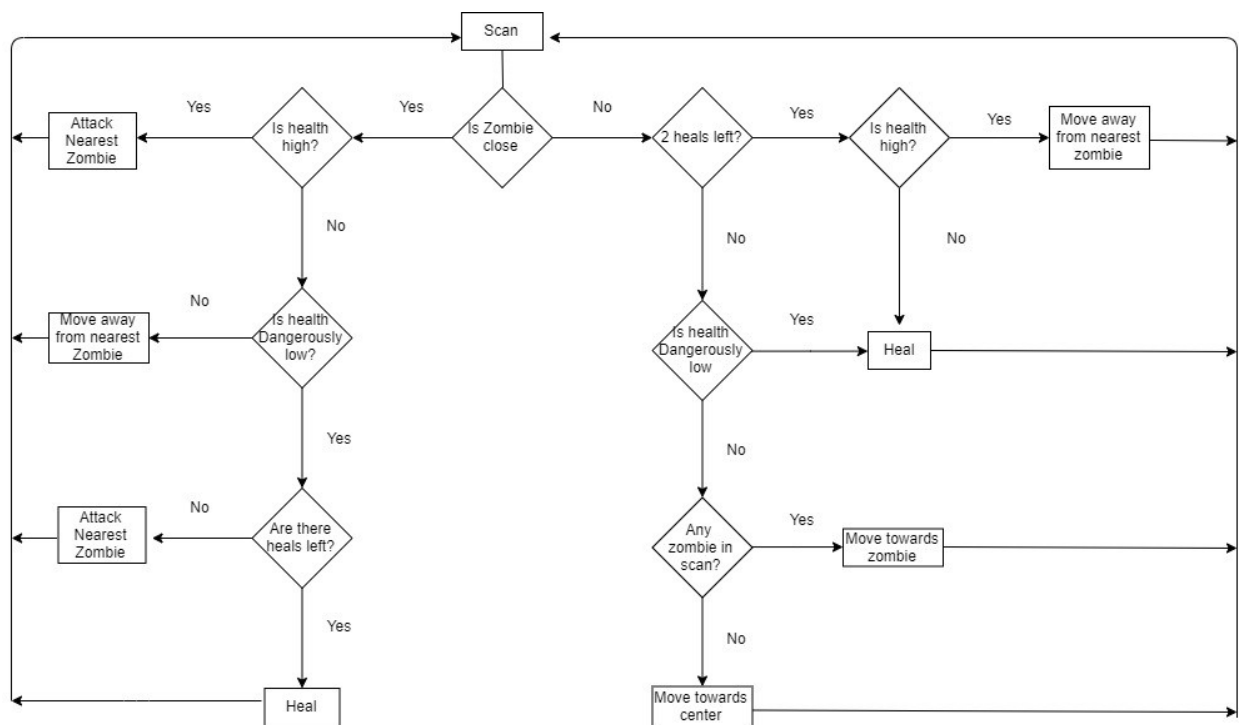 Scan
Yes
Yes
No
Yes
Yes
Attack
Nearest
Zombie
Is health
high?
Is Zombie
close
2 heals left?
Is health
high?
Move away
from nearest
zombie
No
No
No
No
Yes
Move away
from nearest
Zombie
Is health
Dangerously
low?
Is health
Dangerously
low
Heal
Yes
No
No
Yes
Attack
Nearest
Zombie
Are there
heals left?
Any
zombie in
scan?
Move towards
zombie
Yes
No
Heal
Move towards
center